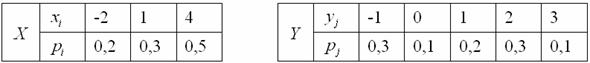 X x_i -2 1 4
p_i 0,2 0,3 0,5
Y y_j -1 0 1 2 3
p_j 0,3 0,1 0,2 0,3 0,1